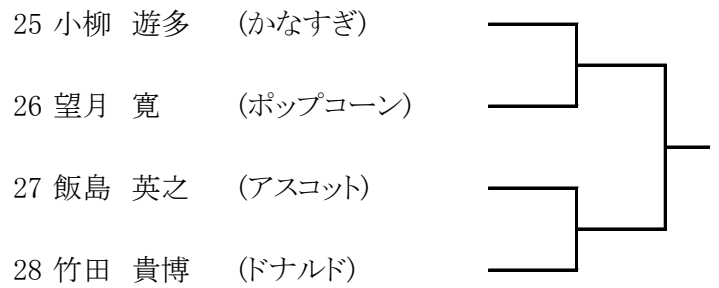 25 小柳 遊多 (かなすぎ)
26 望月 寛 (ポップコーン)
27 飯島 英之 (アスコット)
28 竹田 貴博 (ドナルド)